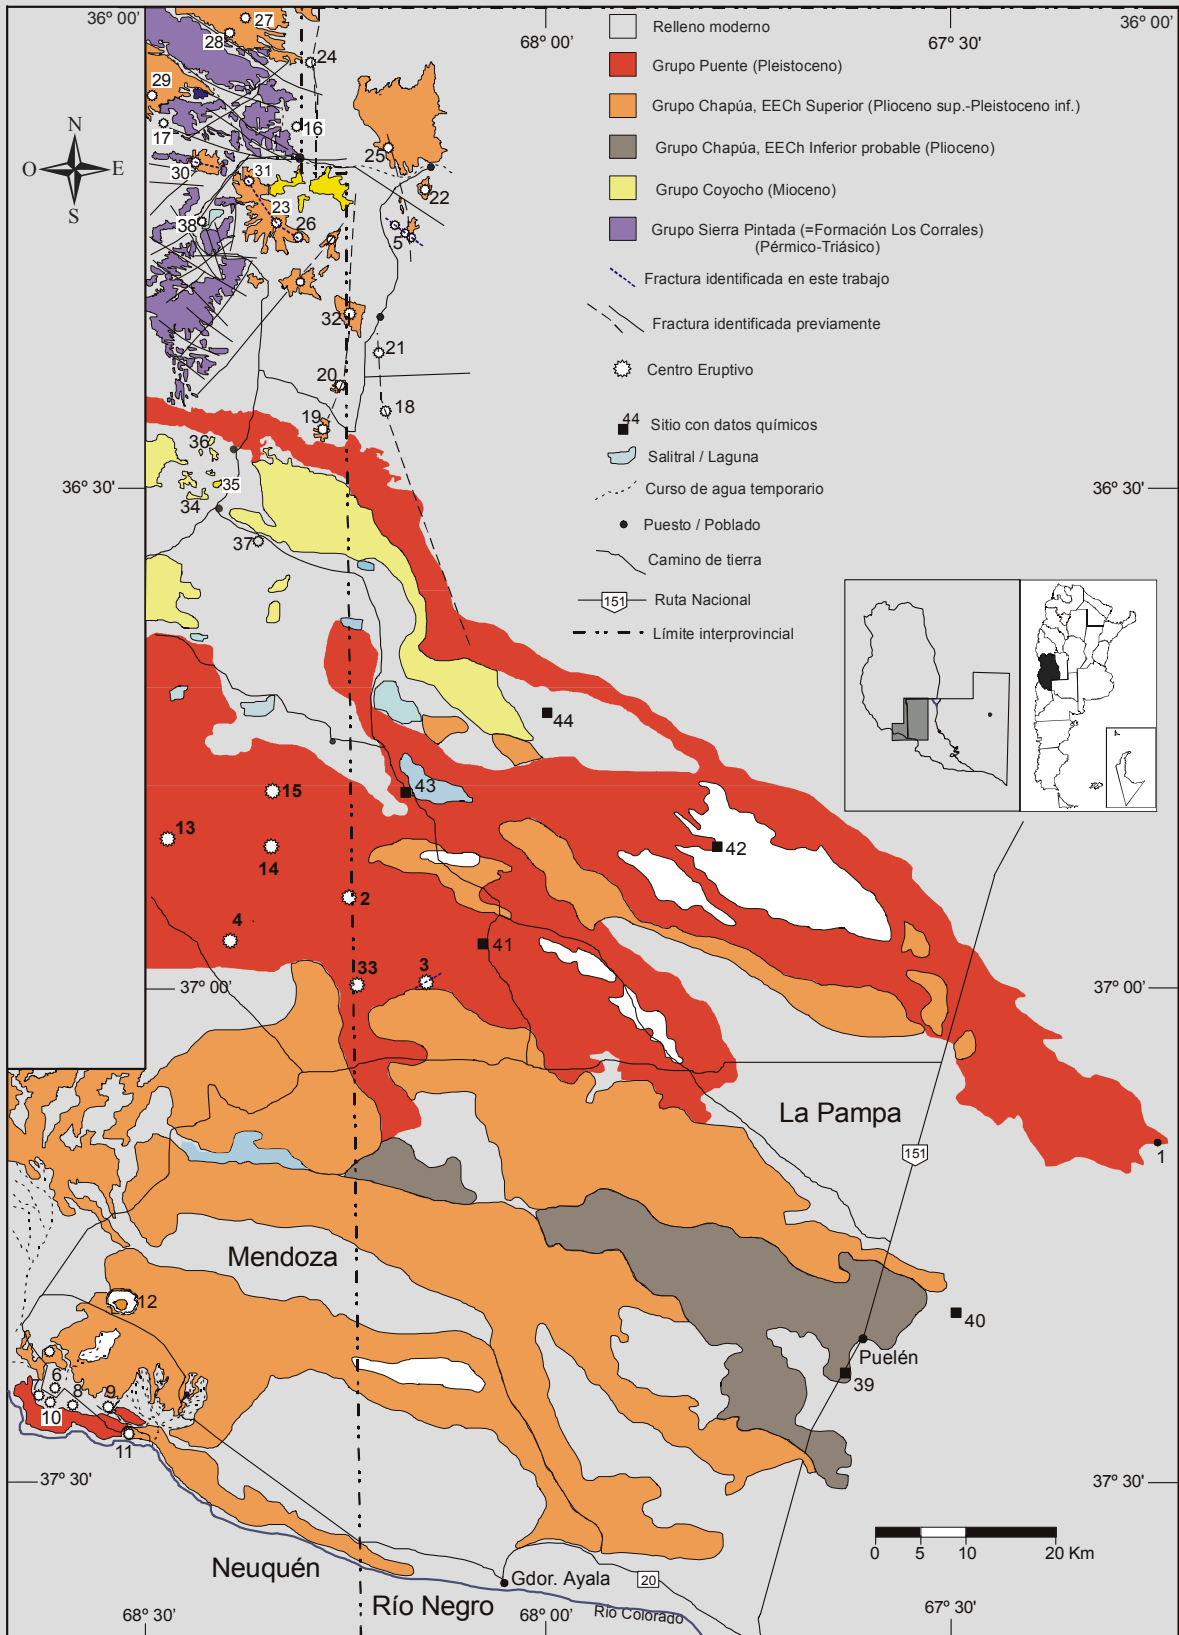 36° 00'
68° 00'
67° 30'
36° 00'
27
28
24
29
17
16
30
31
25
22
23
26
38
5
32
21
20
18
19
36
35
34
37
N
O
E
S
Relleno moderno
Grupo Puente (Pleistoceno)
Grupo Chapúa, EECh Superior (Plioceno sup.-Pleistoceno inf.)
Grupo Chapúa, EECh Inferior probable (Plioceno)
Grupo Coyocho (Mioceno)
Grupo Sierra Pintada (=Formación Los Corrales)
(Pérmico-Triásico)
Fractura identificada en este trabajo
Fractura identificada previamente
Centro Eruptivo
44
Sitio con datos químicos
Salitral / Laguna
Curso de agua temporario
Puesto / Poblado
Camino de tierra
151
Ruta Nacional
Límite interprovincial
36° 30'
36° 30'
44
43
15
13
14
42
2
4
41
33
3
37° 00'
37° 00'
La Pampa
151
1
Mendoza
12
40
Puelén
39
6
8
9
10
11
37° 30'
37° 30'
0
5
10
20 Km
Neuquén
Gdor. Ayala
20
Río Negro
Río Colorado
68° 30'
68° 00'
67° 30'